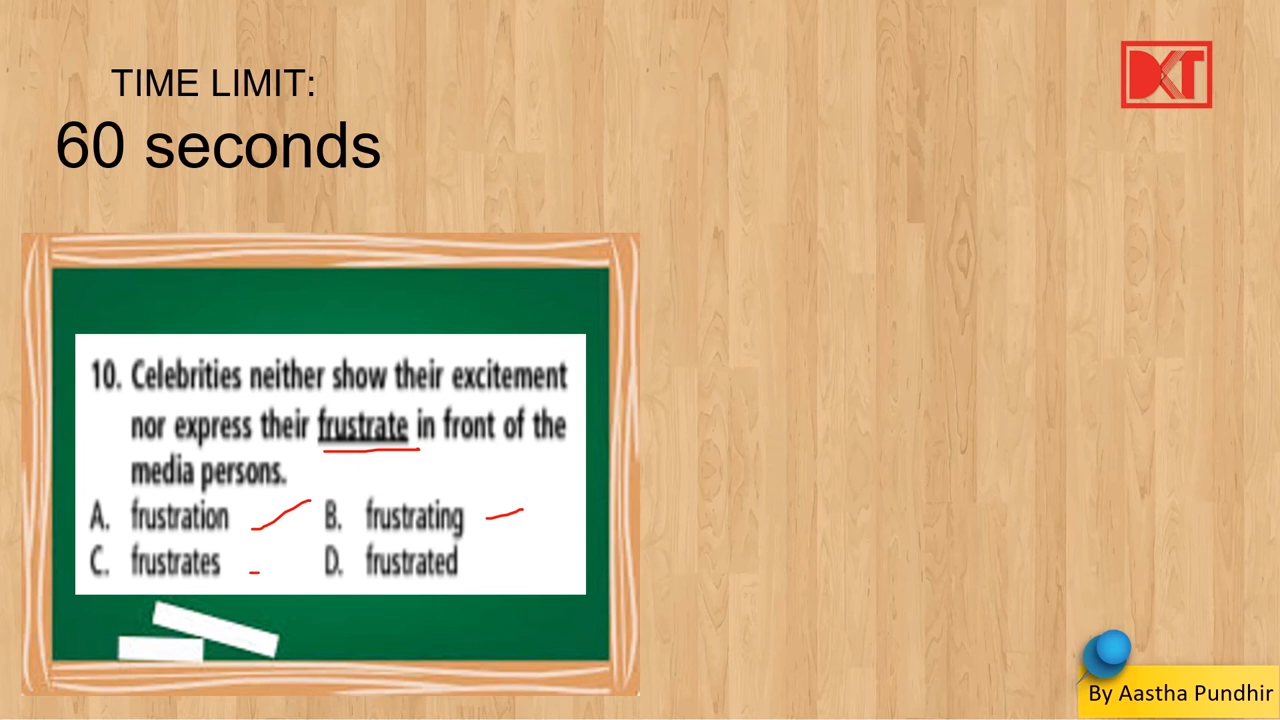 TIME LIMIT:
60 seconds
DKT
10. Celebrities neither show their excitement
nor express their frustrate in front of the
media persons.
A. frustration B. frustrating
C. frustrates D. frustrated
By Aastha Pundhir